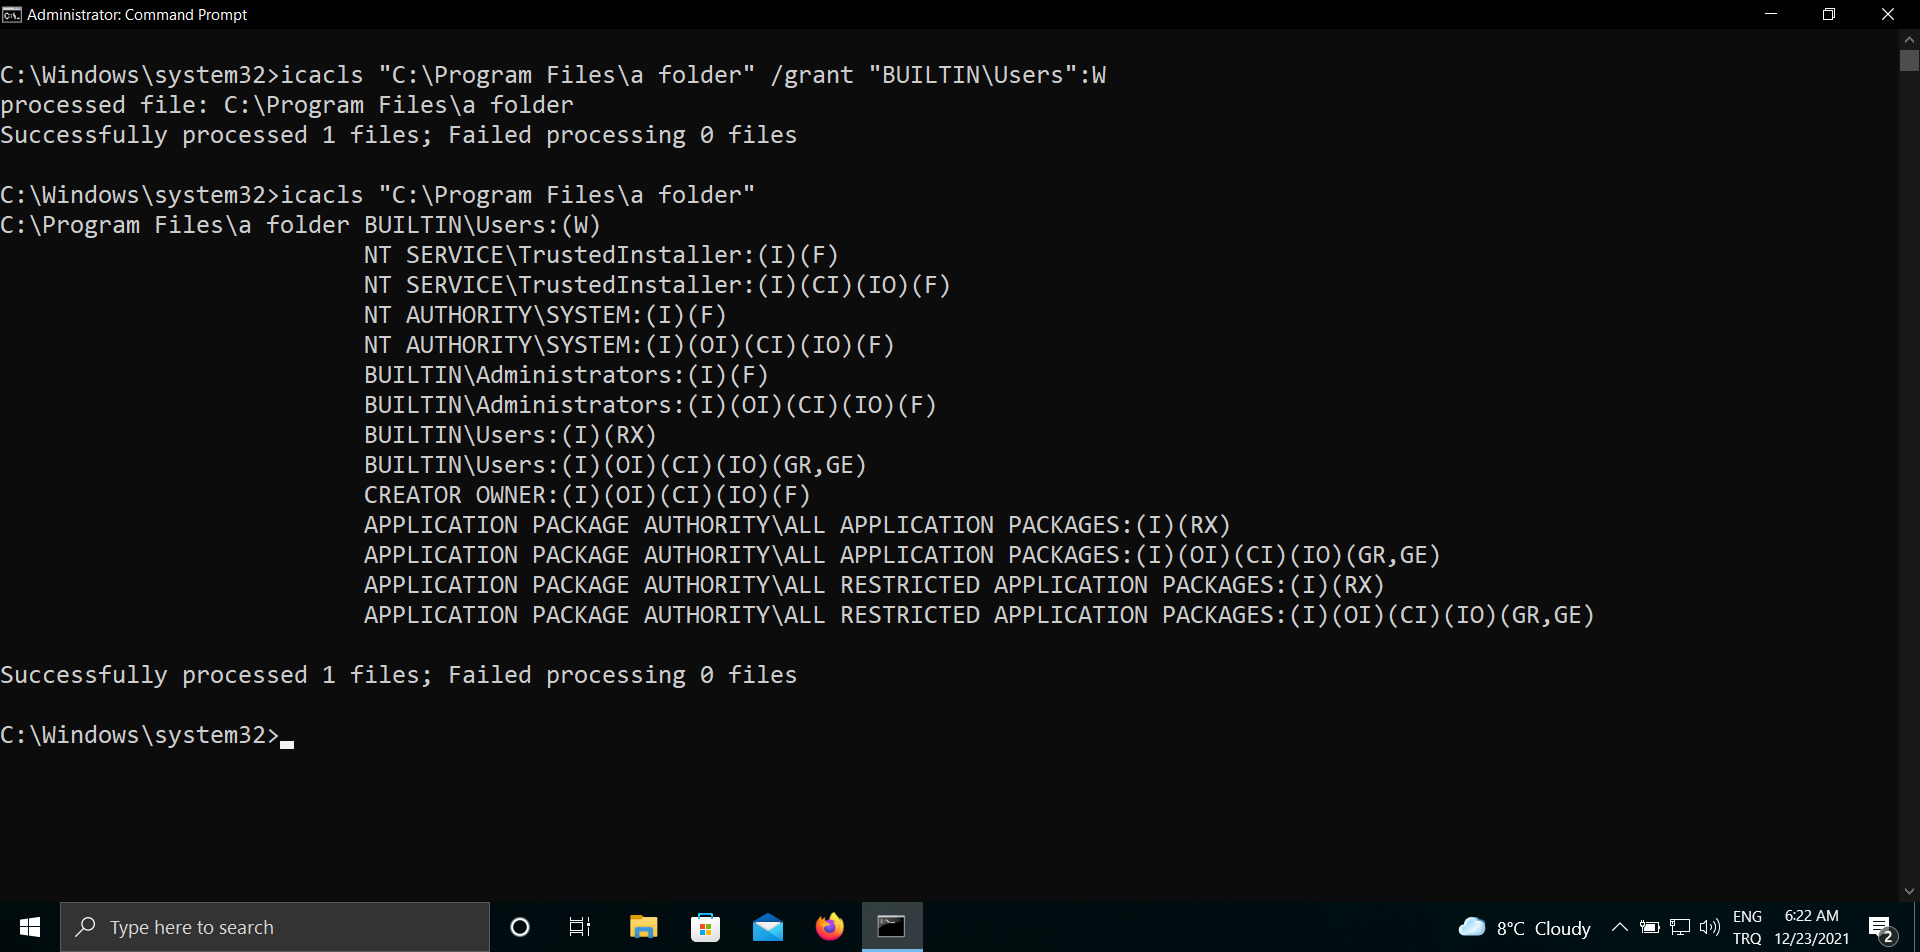 Administrator: Command Prompt
C:\Windows\system32>icacls "C:\Program Files\a folder" /grant "BUILTIN\Users":W
processed file: C:\Program Files\a folder
Successfully processed 1 files; Failed processing 0 files
C:\Windows\system32>icacls "C:\Program Files\a folder"
C:\Program Files\a folder BUILTIN\Users:(W)
NT SERVICE\TrustedInstaller:(I)(F)
NT SERVICE\TrustedInstaller:(I)(CI)(IO)(F)
NT AUTHORITY\SYSTEM:(I)(F)
NT AUTHORITY\SYSTEM:(I)(OI)(CI)(IO)(F)
BUILTIN\Administrators:(I)(F)
BUILTIN\Administrators:(I)(OI)(CI)(IO)(F)
BUILTIN\Users:(I)(RX)
BUILTIN\Users:(I)(OI)(CI)(IO)(GR,GE)
CREATOR OWNER:(I)(OI)(CI)(IO)(F)
APPLICATION PACKAGE AUTHORITY\ALL APPLICATION PACKAGES:(I)(RX)
APPLICATION PACKAGE AUTHORITY\ALL APPLICATION PACKAGES:(I)(OI)(CI)(IO)(GR,GE)
APPLICATION PACKAGE AUTHORITY\ALL RESTRICTED APPLICATION PACKAGES:(I)(RX)
APPLICATION PACKAGE AUTHORITY\ALL RESTRICTED APPLICATION PACKAGES:(I)(OI)(CI)(IO)(GR,GE)
Successfully processed 1 files; Failed processing 0 files
C:\Windows\system32>
Type here to search
8°C Cloudy
ENG
TRQ
6:22 AM
12/23/2021
2